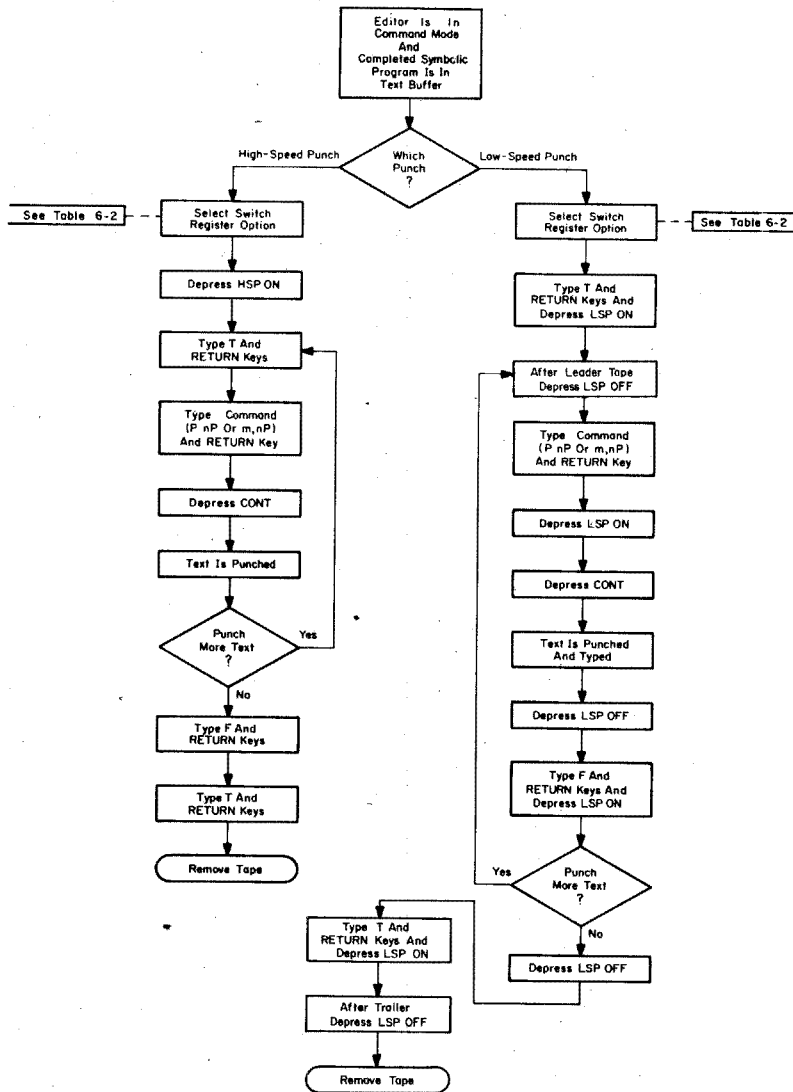 Editor Is In
Command Mode
And
Completed Symbolic
Program Is In
Text Buffer
High-Speed Punch
Which
Punch
?
Low-Speed Punch
See Table 6-2
Select Switch
Register Option
Depress HSP ON
Type T And
RETURN Keys
Type Command
(P nP Or m,nP)
And RETURN Key
Depress CONT
Text Is Punched
Punch
More Text
?
Yes
No
Type F And
RETURN Keys
Type T And
RETURN Keys
Remove Tape
Select Switch
Register Option
See Table 6-2
Type T And
RETURN Keys And
Depress LSP ON
After Leader Tape
Depress LSP OFF
Type Command
(P nP Or m,nP)
And RETURN Key
Depress LSP ON
Depress CONT
Text Is Punched
And Typed
Depress LSP OFF
Type F And
RETURN Keys And
Depress LSP ON
Yes
Punch
More Text
?
No
Depress LSP OFF
Type T And
RETURN Keys And
Depress LSP ON
After Trailer
Depress LSP OFF
Remove Tape